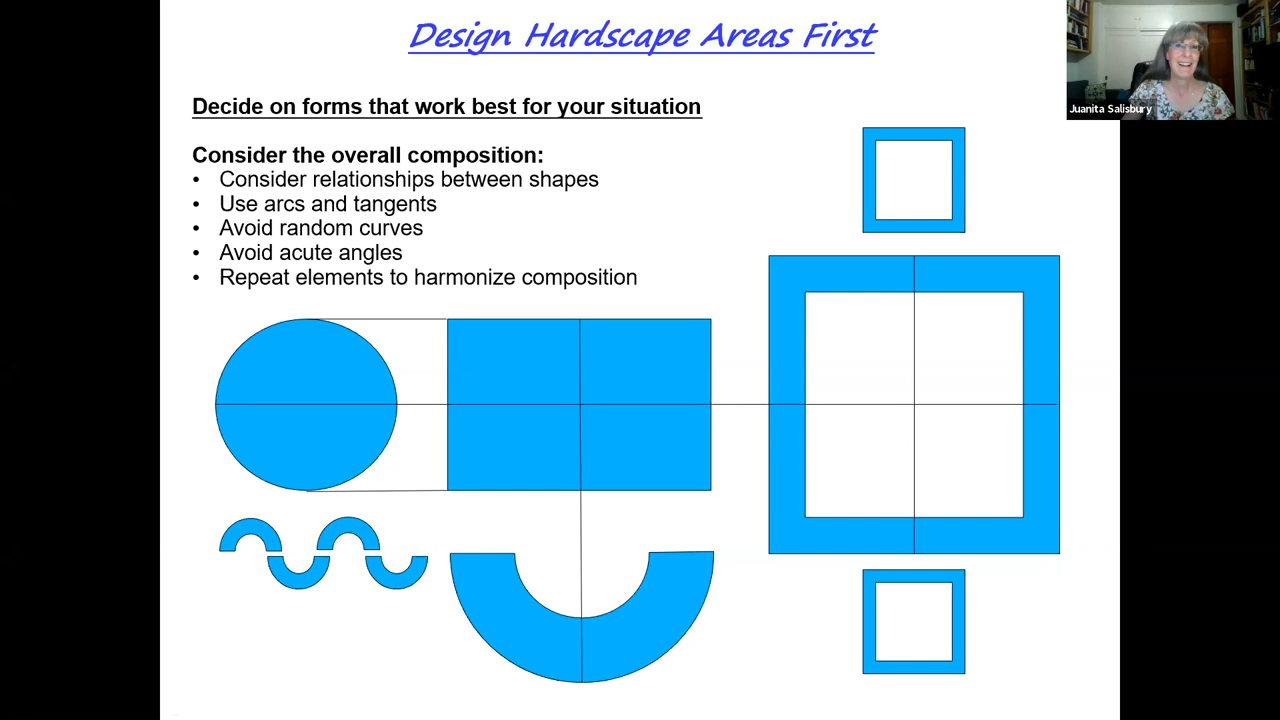 Design Hardscape Areas First
Juanita Salisbury
Decide on forms that work best for your situation
Consider the overall composition:
• Consider relationships between shapes
• Use arcs and tangents
• Avoid random curves
• Avoid acute angles
• Repeat elements to harmonize composition